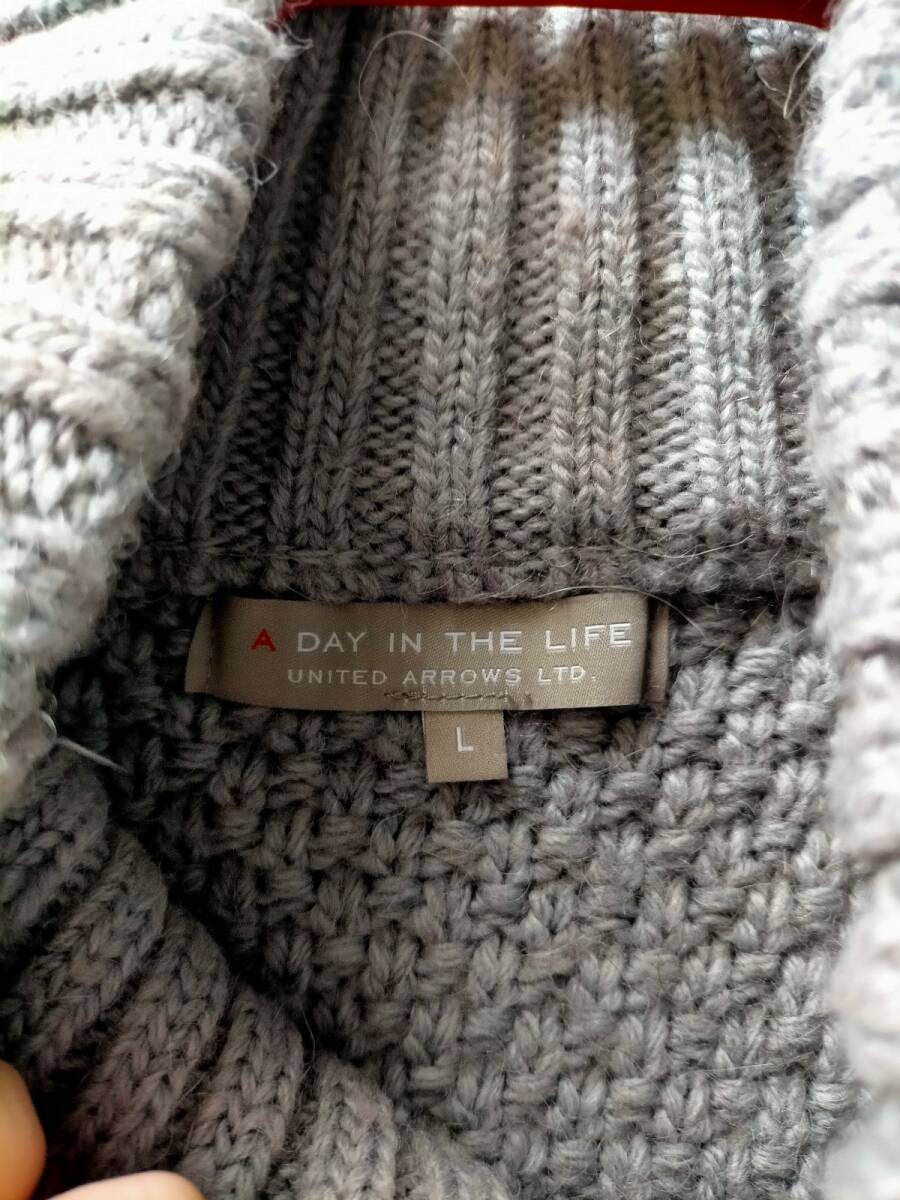 A DAY IN THE LIFE
UNITED ARROWS LTD.
L